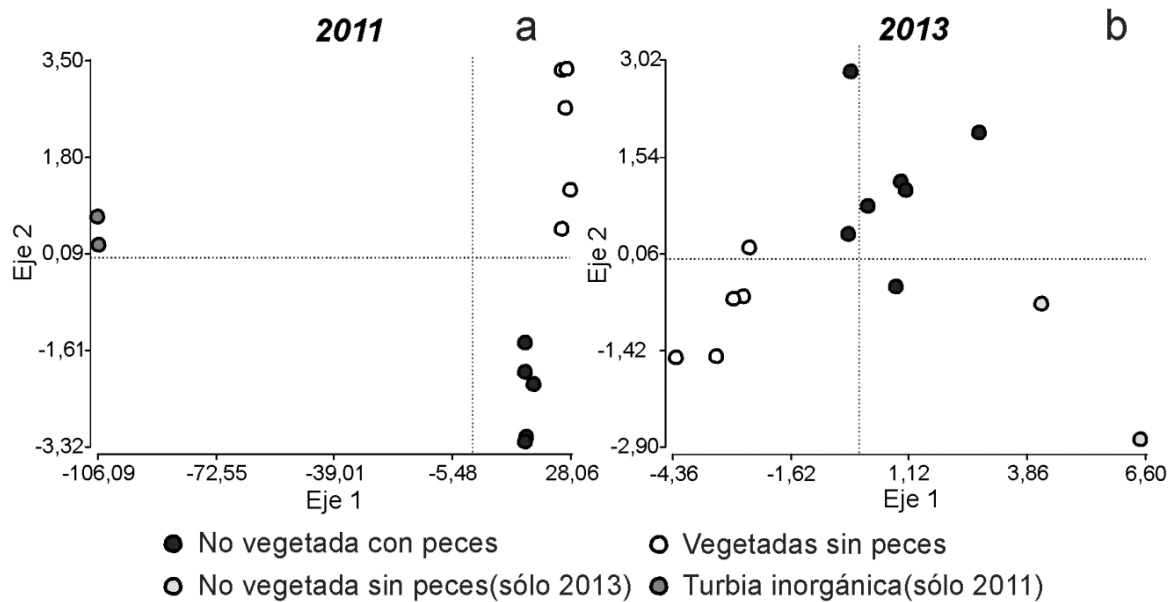 2011 a
3,50
1,80
0,09
-1,61
-3,32
Eje 2
-106,09 -72,55 -39,01 -5,48 28,06
Eje 1
2013 b
3,02
1,54
0,06
-1,42
-2,90
Eje 2
-4,36 -1,62 1,12 3,86 6,60
Eje 1
No vegetada con peces
Vegetadas sin peces
No vegetada sin peces(sólo 2013)
Turbia inorgánica(sólo 2011)